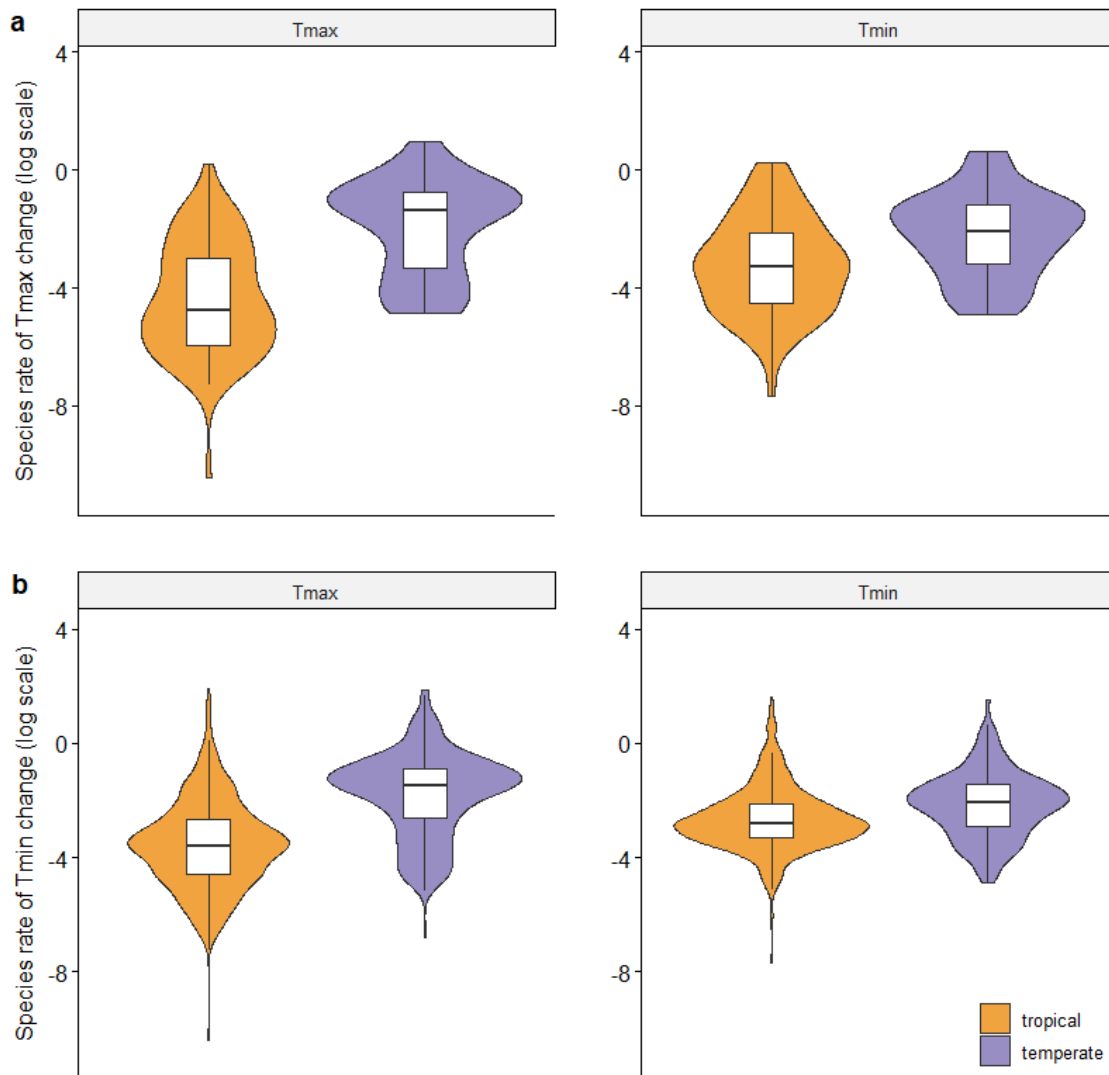 a
Tmax
Tmin
Species rate of Tmax change (log scale)
4
0
-4
-8
4
0
-4
-8
b
Tmax
Tmin
Species rate of Tmin change (log scale)
4
0
-4
-8
4
0
-4
-8
tropical
temperate